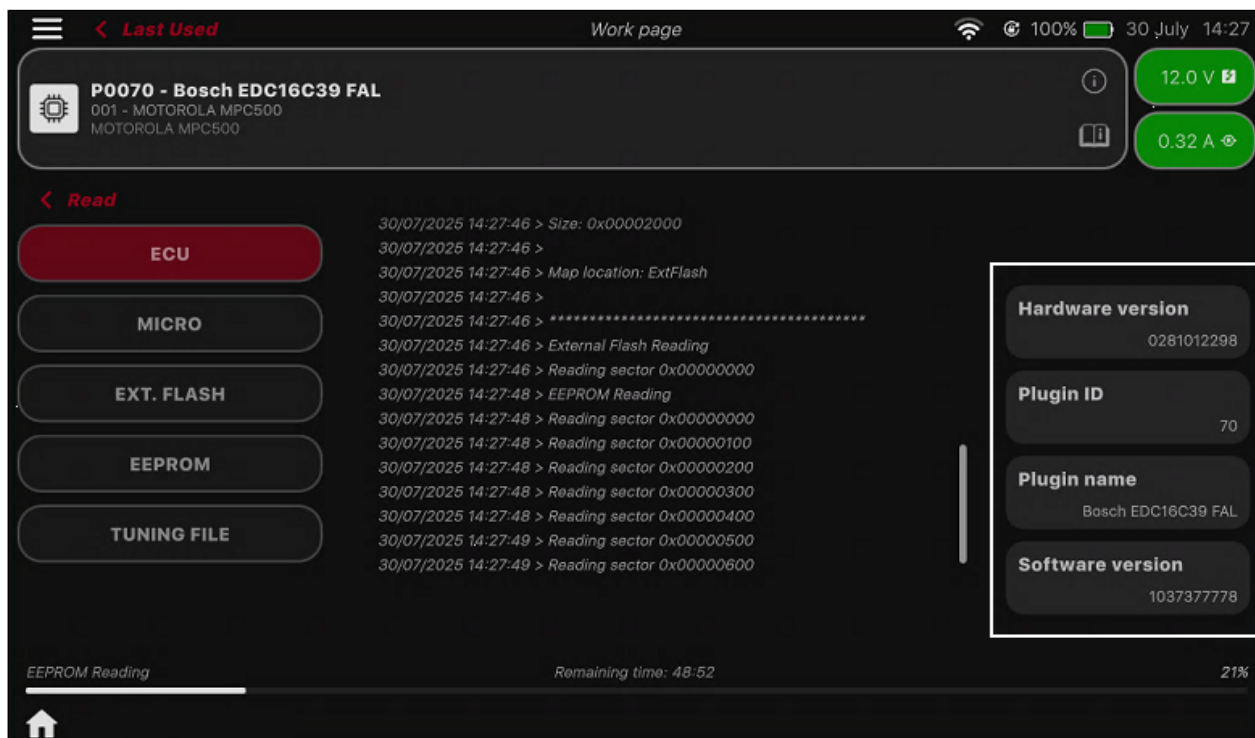 Last Used
Work page
100%
30 July 14:27
P0070 - Bosch EDC16C39 FAL
001 - MOTOROLA MPC500
MOTOROLA MPC500
12.0 V
0.32 A
Read
ECU
MICRO
EXT. FLASH
EEPROM
TUNING FILE
30/07/2025 14:27:46 > Size: 0x00002000
30/07/2025 14:27:46 >
30/07/2025 14:27:46 > Map location: ExtFlash
30/07/2025 14:27:46 >
30/07/2025 14:27:46 > ****************************************
30/07/2025 14:27:46 > External Flash Reading
30/07/2025 14:27:46 > Reading sector 0x00000000
30/07/2025 14:27:48 > EEPROM Reading
30/07/2025 14:27:48 > Reading sector 0x00000000
30/07/2025 14:27:48 > Reading sector 0x00000100
30/07/2025 14:27:48 > Reading sector 0x00000200
30/07/2025 14:27:48 > Reading sector 0x00000300
30/07/2025 14:27:48 > Reading sector 0x00000400
30/07/2025 14:27:49 > Reading sector 0x00000500
30/07/2025 14:27:49 > Reading sector 0x00000600
Hardware version
0281012298
Plugin ID
70
Plugin name
Bosch EDC16C39 FAL
Software version
1037377778
EEPROM Reading
Remaining time: 48:52
21%